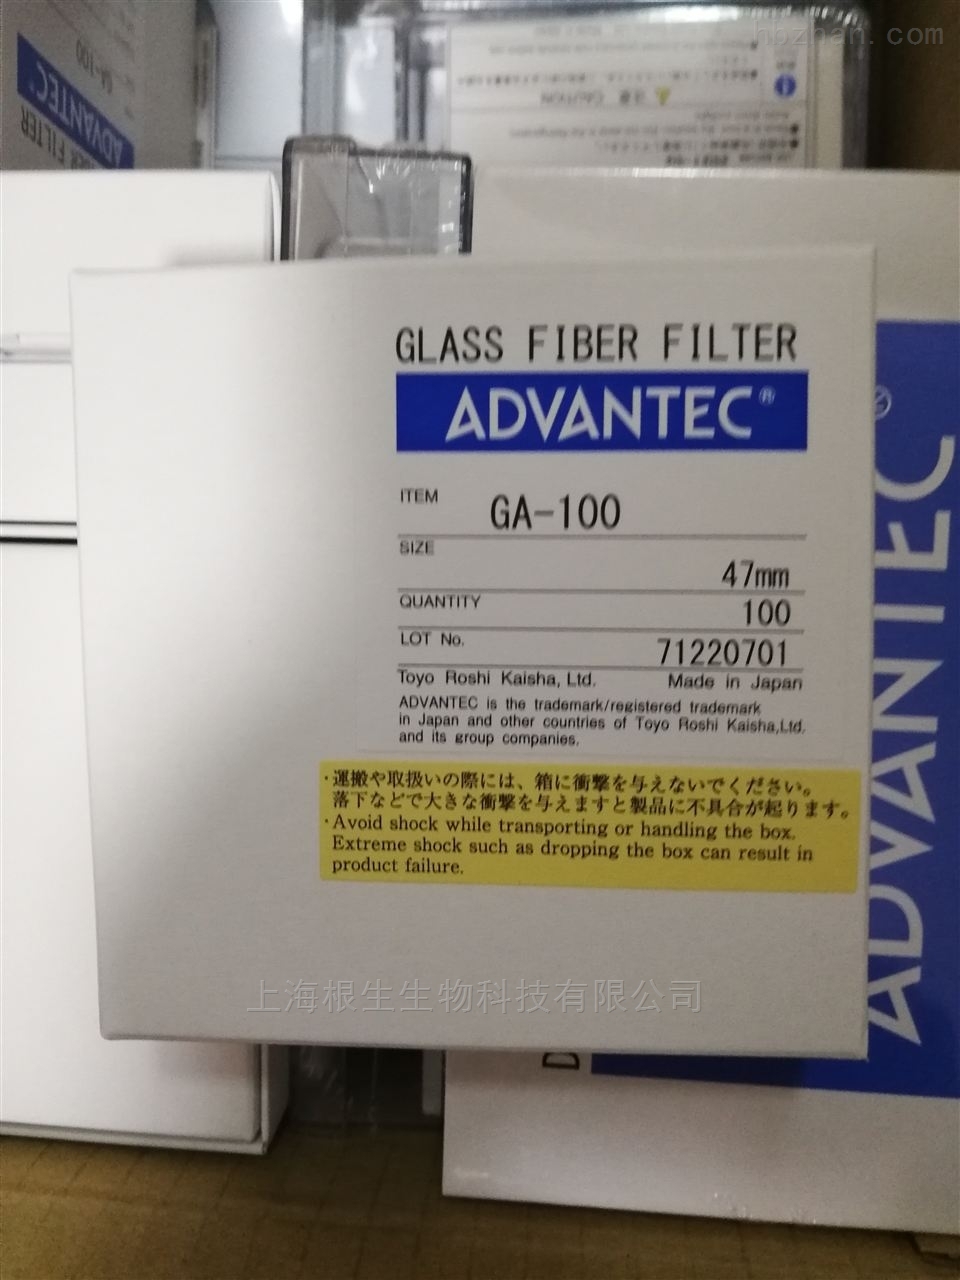 hbzhan.com
GA-100
ADVANTEC
FILTER
CAUTION
GLASS FIBER FILTER
ADVANTEC®
ITEM GA-100
SIZE 47mm
QUANTITY 100
LOT No. 71220701
Toyo Roshi Kaisha, Ltd. Made in Japan
ADVANTEC is the trademark/registered trademark
in Japan and other countries of Toyo Roshi Kaisha,Ltd.
and its group companies.
・運搬や取扱いの際には、箱に衝撃を与えないでください。
落下などで大きな衝撃を与えますと製品に不具合が起ります。
・Avoid shock while transporting or handling the box.
Extreme shock such as dropping the box can result in
product failure.
上海根生生物科技有限公司
ADVANTEC